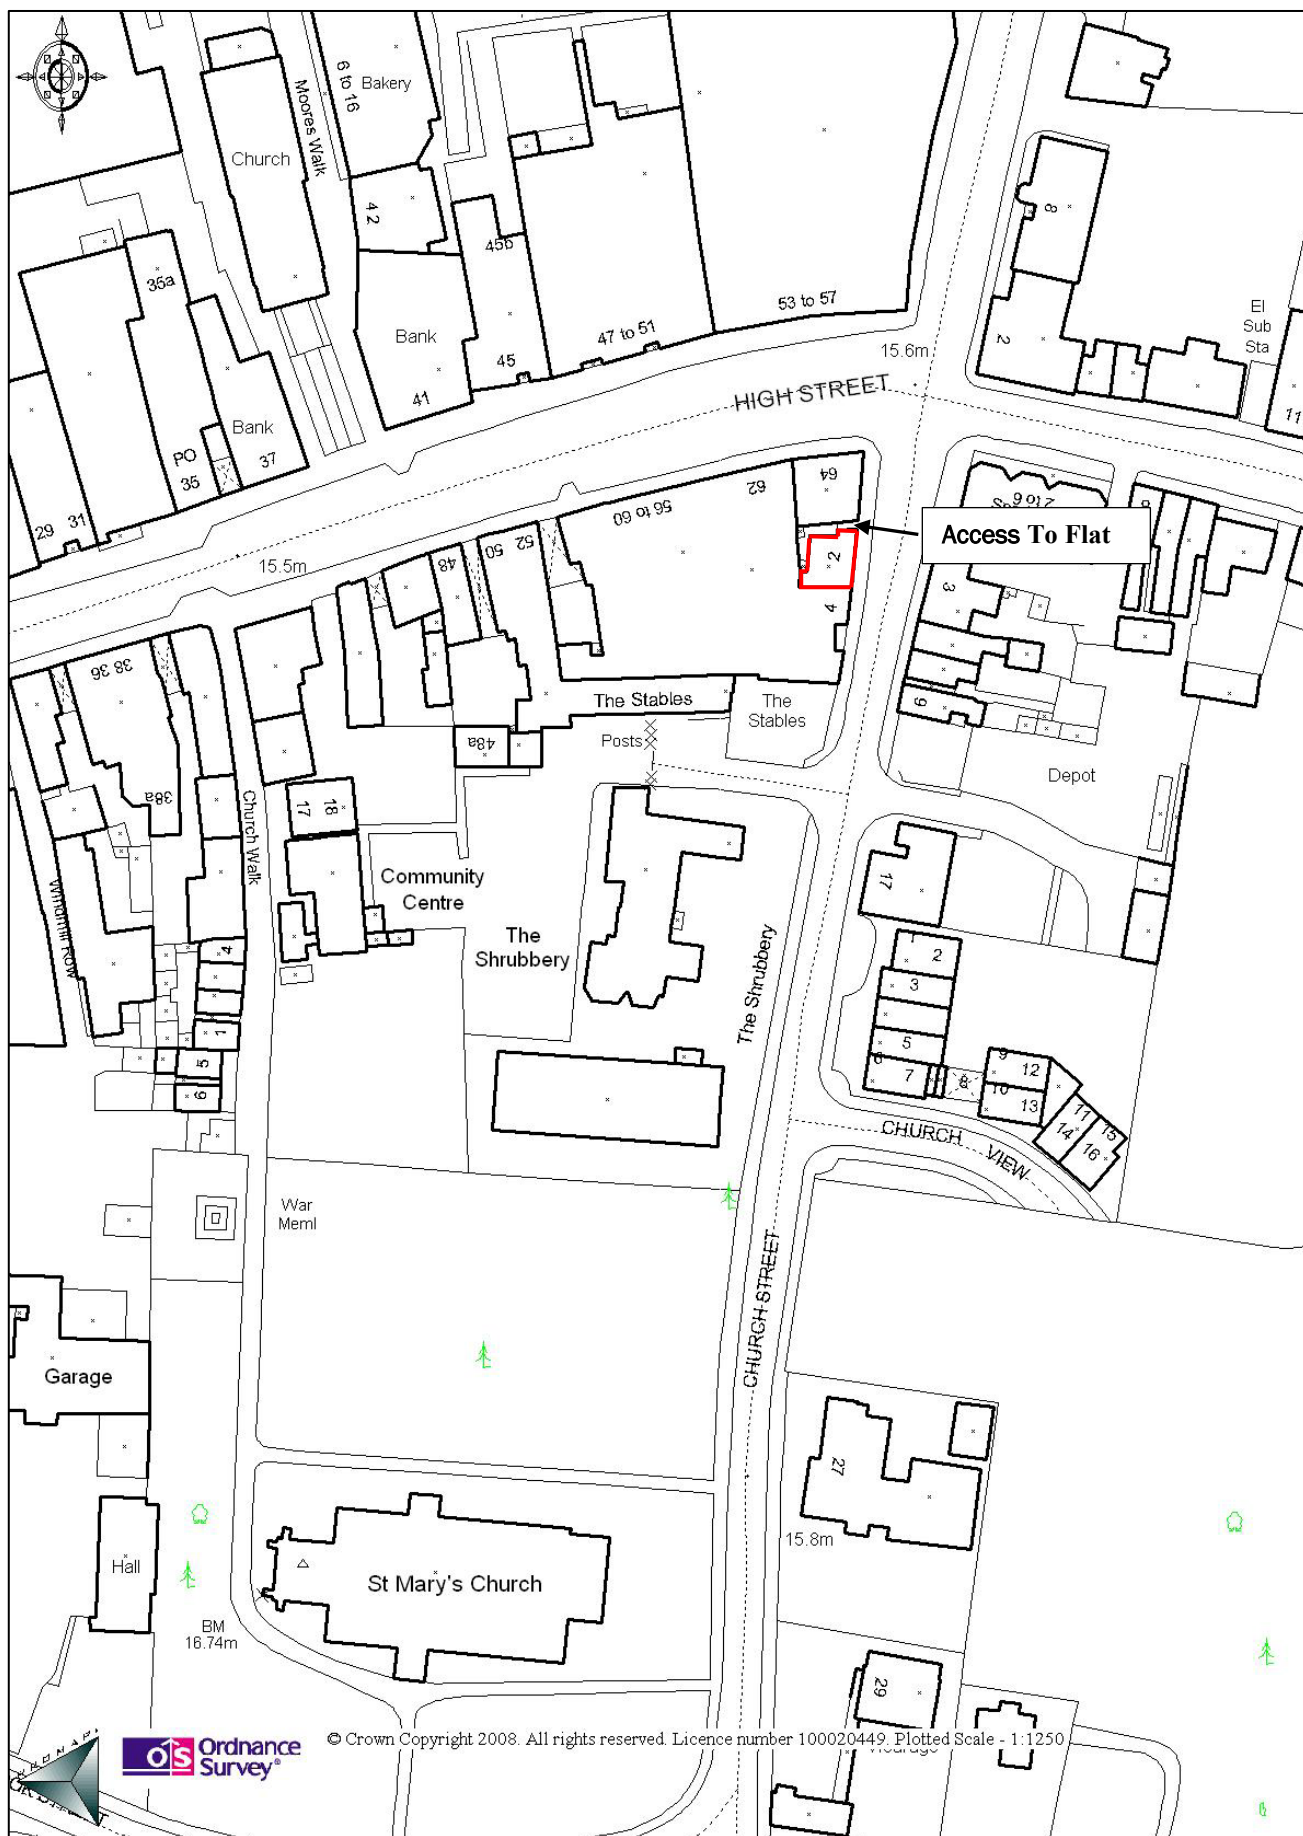 6 to 16
Bakery
Moores Walk
Church
42
35a
45b
Bank
53 to 57
47 to 51
45
41
El
Sub
Sta
8
2
15.6m
HIGH STREET
PO
35
Bank
37
29
31
11
64
62
56 to 60
2 to 6
Access To Flat
2
52
50
48
15.5m
4
3
38 36
The Stables
The
Stables
9
48a
Posts
Depot
38a
17
18
Church Walk
Community
Centre
17
The
Shrubbery
Windmill Row
The Shrubbery
4
1
2
3
1
5
5
6
6
7
8
9
12
10
13
11
14
15
16
CHURCH VIEW
War
Meml
CHURCH STREET
Garage
27
15.8m
Hall
St Mary's Church
BM
16.74m
29
Vicarage
Ordnance
Survey®
© Crown Copyright 2008. All rights reserved. Licence number 100020449. Plotted Scale - 1:1250